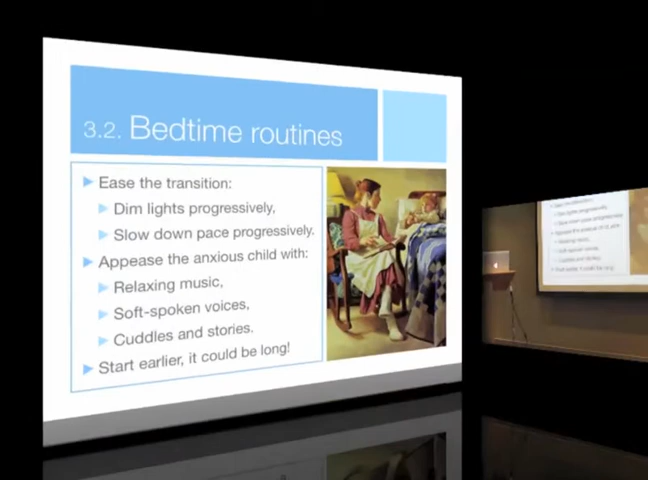 3.2. Bedtime routines
Ease the transition:
Dim lights progressively,
Slow down pace progressively.
Appease the anxious child with:
Relaxing music,
Soft-spoken voices,
Cuddles and stories.
Start earlier, it could be long!